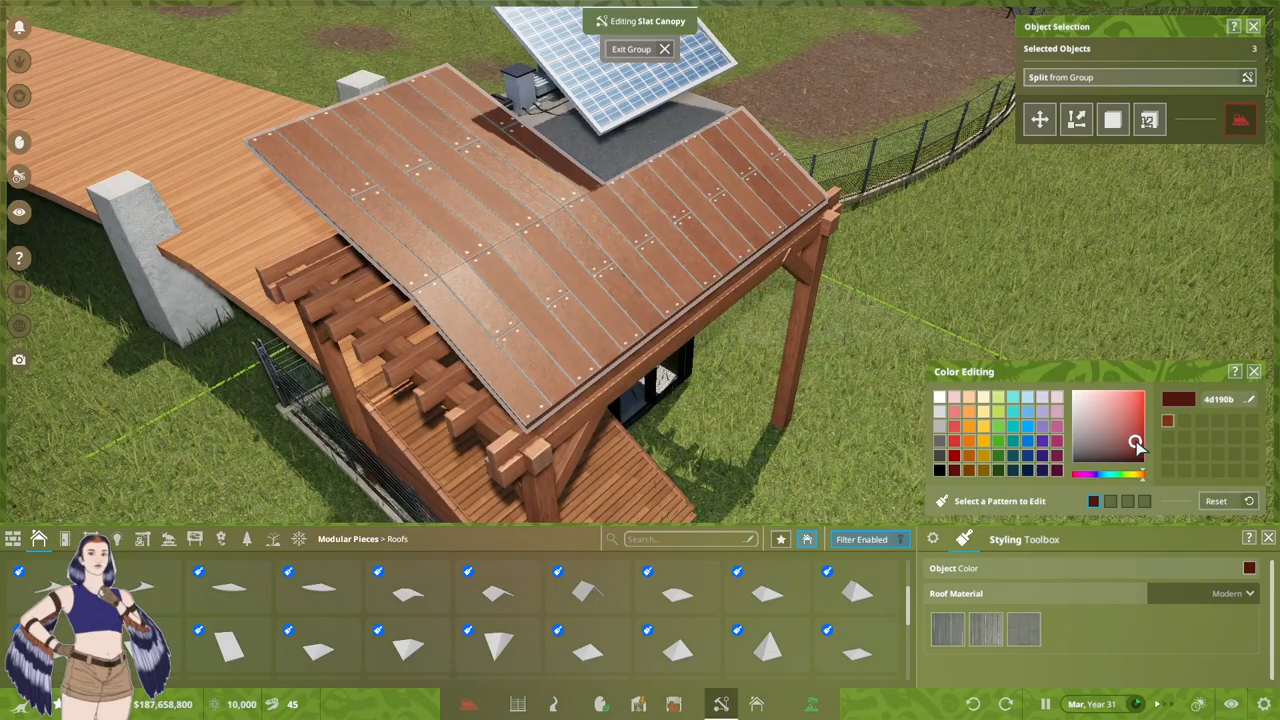 Editing Slat Canopy
Exit Group
Object Selection
?
Selected Objects 3
Split from Group
Color Editing
?
4d190b
Select a Pattern to Edit
Reset
Modular Pieces > Roofs
Search...
Filter Enabled
Styling Toolbox
?
Object Color
Roof Material
Modern
?
$187,658,800
10,000
45
Mar, Year 31